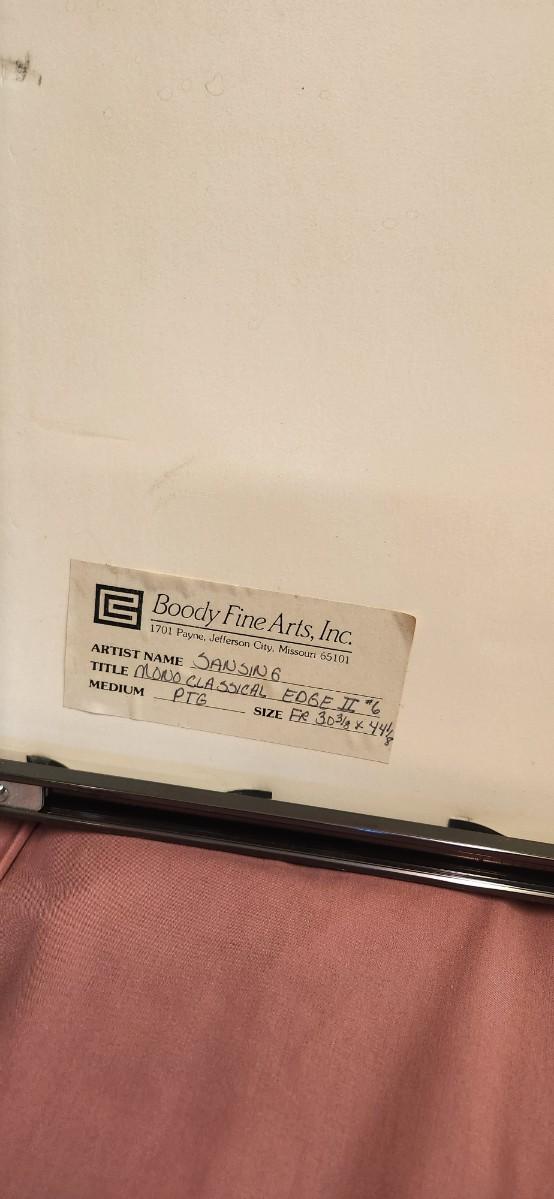 Boody Fine Arts, Inc.
1701 Payne, Jefferson City, Missouri 65101
ARTIST NAME SANSING
TITLE MONO CLASSICAL EDGE II #6
MEDIUM PTG SIZE FR 30 3/8 x 44 1/8